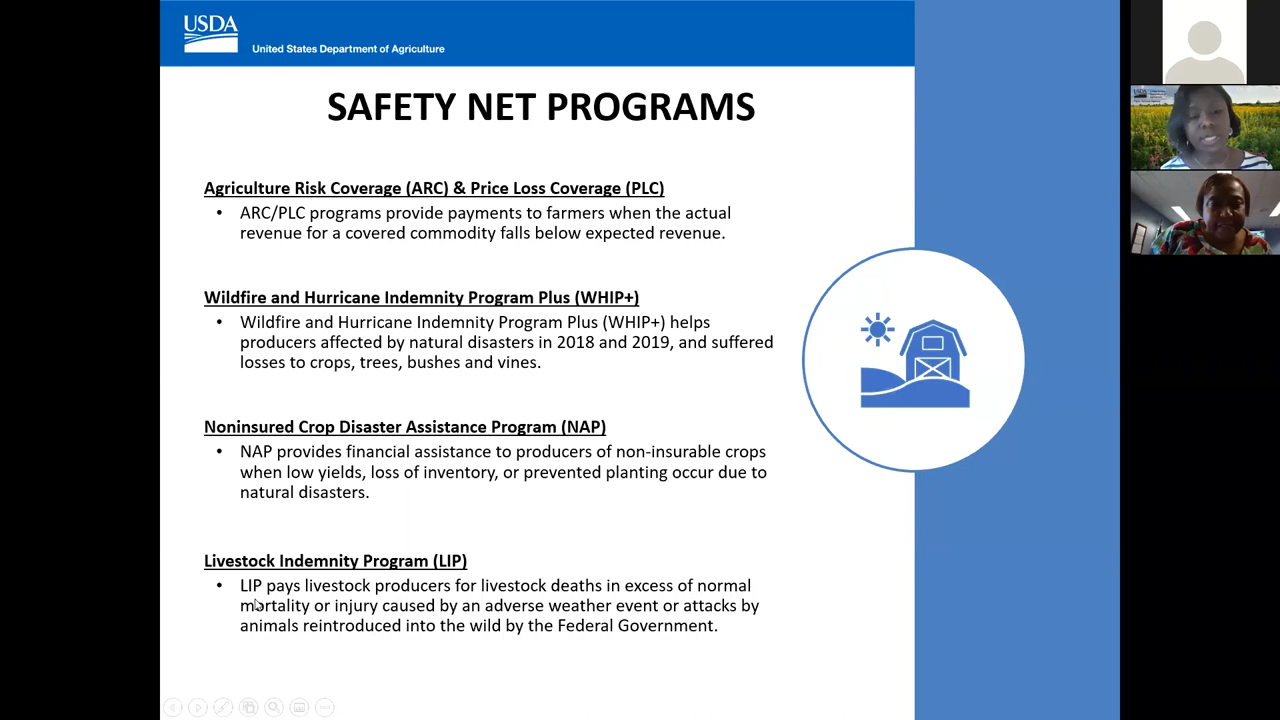 USDA
United States Department of Agriculture
SAFETY NET PROGRAMS
Agriculture Risk Coverage (ARC) & Price Loss Coverage (PLC)
• ARC/PLC programs provide payments to farmers when the actual
revenue for a covered commodity falls below expected revenue.
Wildfire and Hurricane Indemnity Program Plus (WHIP+)
• Wildfire and Hurricane Indemnity Program Plus (WHIP+) helps
producers affected by natural disasters in 2018 and 2019, and suffered
losses to crops, trees, bushes and vines.
Noninsured Crop Disaster Assistance Program (NAP)
• NAP provides financial assistance to producers of non-insurable crops
when low yields, loss of inventory, or prevented planting occur due to
natural disasters.
Livestock Indemnity Program (LIP)
• LIP pays livestock producers for livestock deaths in excess of normal
mortality or injury caused by an adverse weather event or attacks by
animals reintroduced into the wild by the Federal Government.
USDA